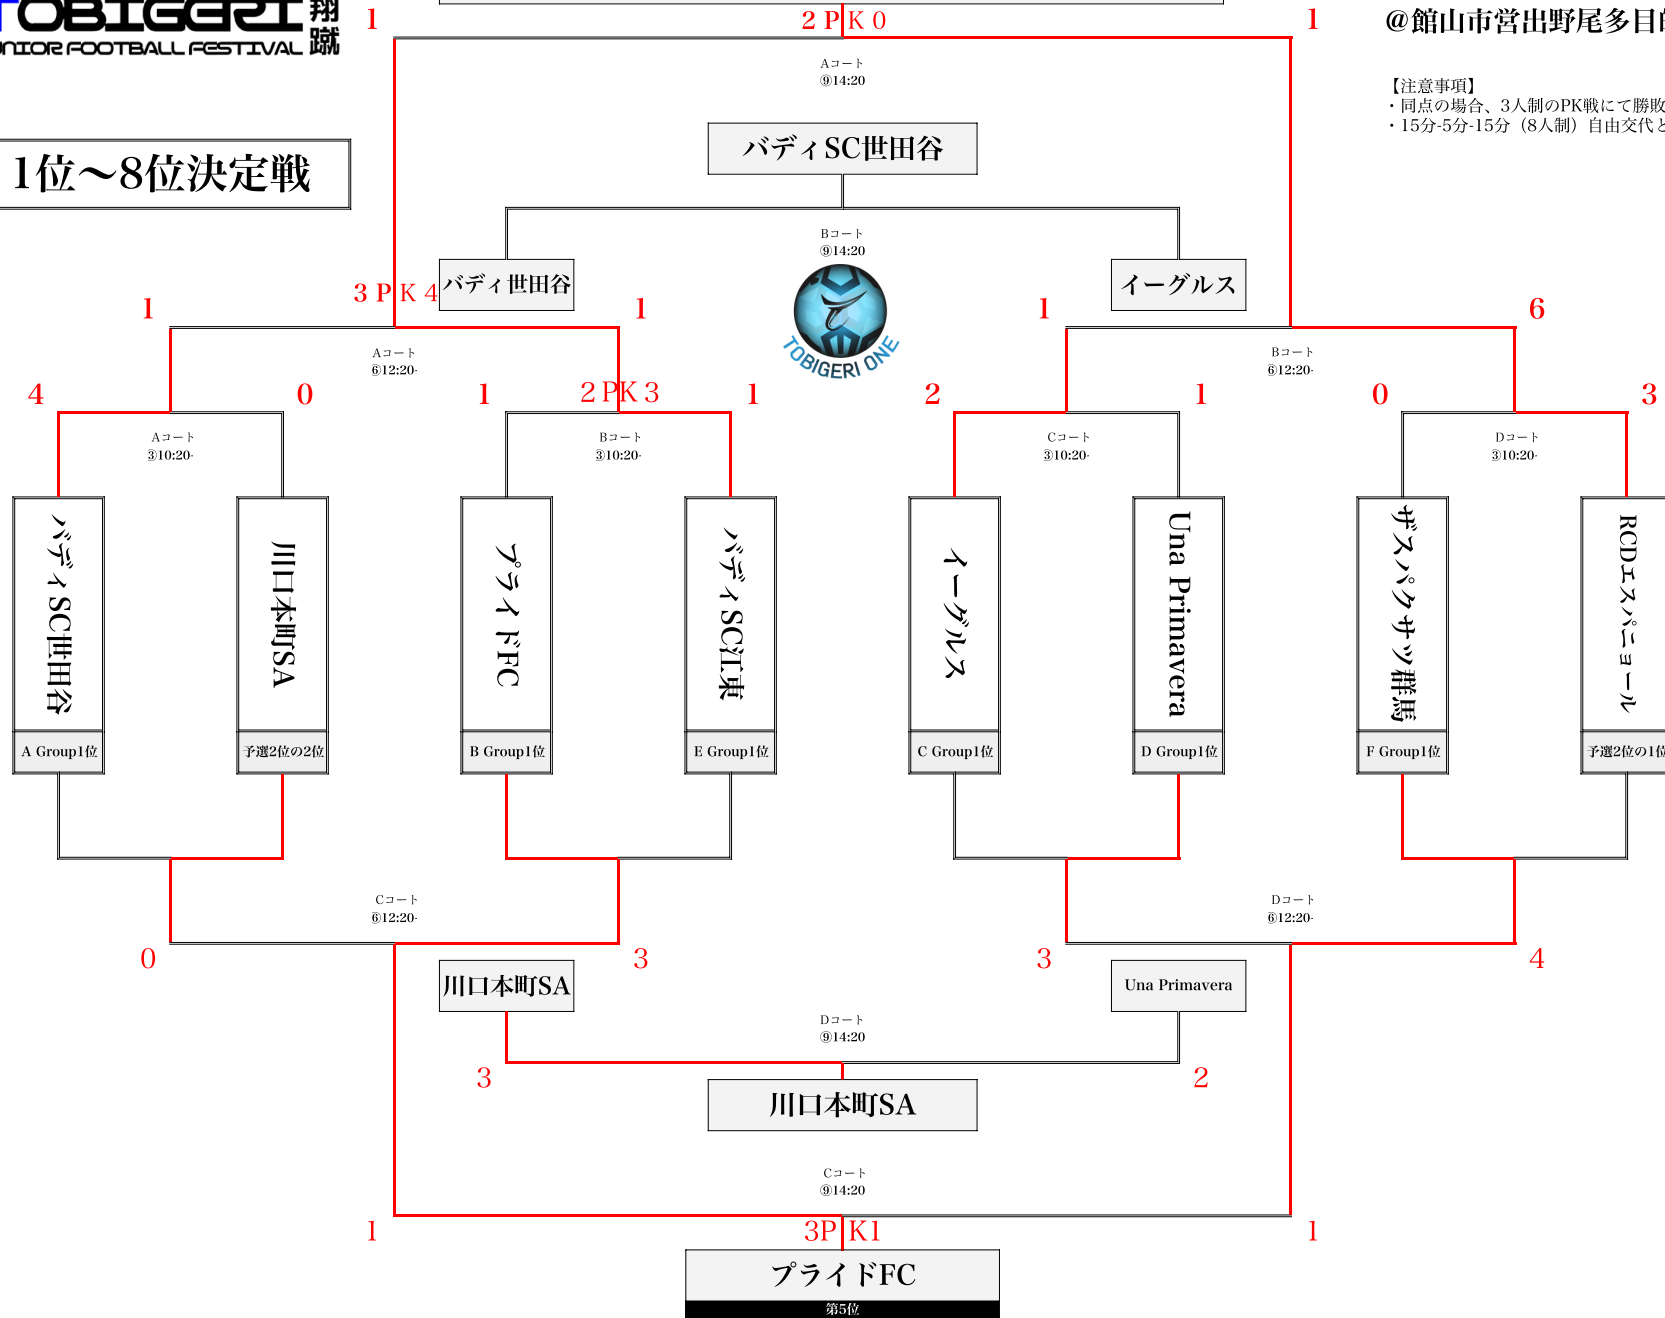 TOBIGERI
翔
蹴
UNIOR FOOTBALL FESTIVAL
1
2 P K 0
1
@館山市営出野尾多目
Aコート
⑨14:20
【注意事項】
・同点の場合、3人制のPK戦にて勝敗
・15分-5分-15分（8人制）自由交代と
1位〜8位決定戦
バディSC世田谷
Bコート
⑨14:20
バディ世田谷
イーグルス
TOBIGERI ONE
1
3 P K 4
1
1
6
Aコート
⑥12:20-
Bコート
⑥12:20-
4
0
1
2 PK 3
1
2
1
0
3
Aコート
③10:20-
Bコート
③10:20-
Cコート
③10:20-
Dコート
③10:20-
バディSC世田谷
川口本町SA
プライドFC
バディSC江東
イーグルス
Una Primavera
ザスパクサツ群馬
RCDエスパニョール
A Group1位
予選2位の2位
B Group1位
E Group1位
C Group1位
D Group1位
F Group1位
予選2位の1位
Cコート
⑥12:20-
Dコート
⑥12:20-
0
3
3
4
川口本町SA
Una Primavera
Dコート
⑨14:20
3
2
川口本町SA
Cコート
⑨14:20
1
3P K1
1
プライドFC
第5位